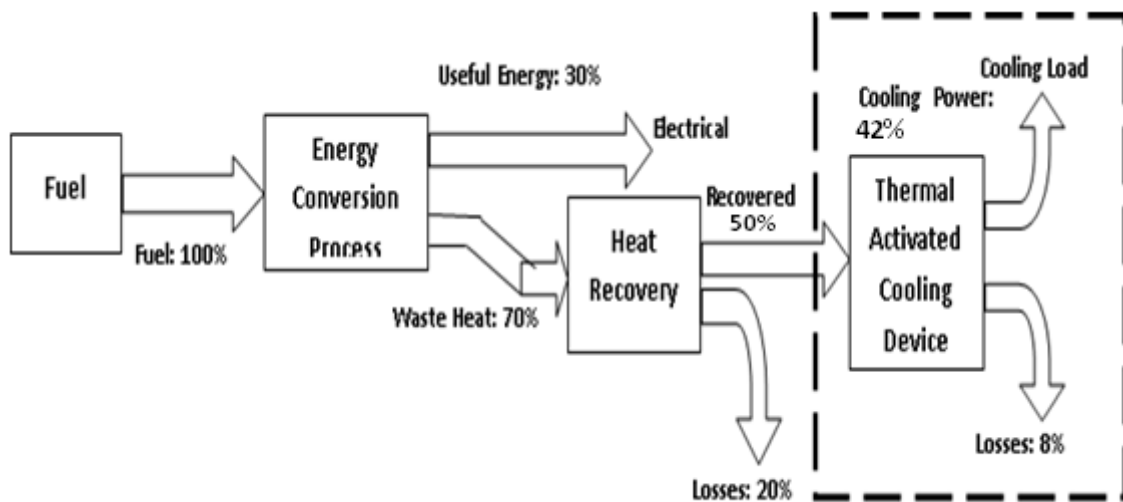 Fuel
Fuel: 100%
Energy
Conversion
Process
Useful Energy: 30%
Electrical
Waste Heat: 70%
Heat
Recovery
Recovered
50%
Losses: 20%
Cooling Power:
42%
Cooling Load
Thermal
Activated
Cooling
Device
Losses: 8%